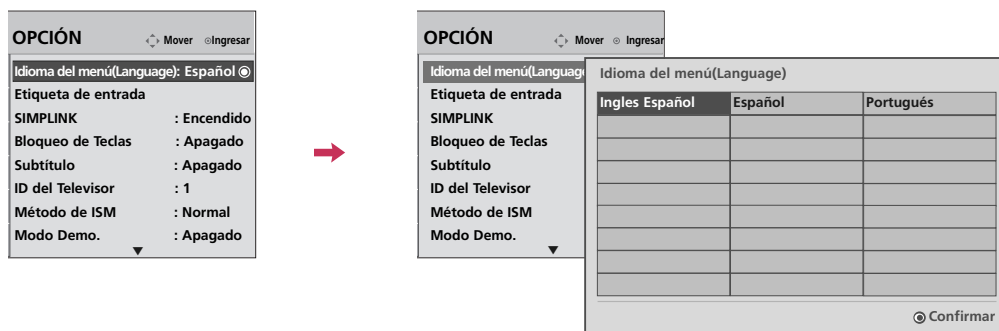 OPCIÓN Mover Ingresar
Idioma del menú(Language): Español
Etiqueta de entrada
SIMPLINK : Encendido
Bloqueo de Teclas : Apagado
Subtítulo : Apagado
ID del Televisor : 1
Método de ISM : Normal
Modo Demo. : Apagado
OPCIÓN Mover Ingresar
Idioma del menú(Language
Etiqueta de entrada
SIMPLINK
Bloqueo de Teclas
Subtítulo
ID del Televisor
Método de ISM
Modo Demo.
Idioma del menú(Language)
Ingles Español Español Portugués
Confirmar